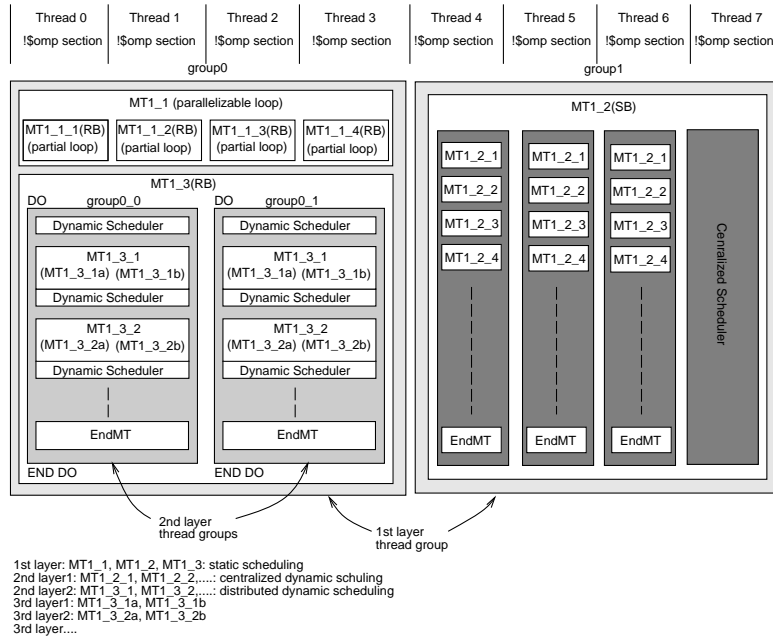 Thread 0 Thread 1 Thread 2 Thread 3 Thread 4 Thread 5 Thread 6 Thread 7
!$omp section !$omp section !$omp section !$omp section !$omp section !$omp section !$omp section !$omp section
group0 group1
MT1_1 (parallelizable loop)
MT1_1_1(RB) MT1_1_2(RB) MT1_1_3(RB) MT1_1_4(RB)
(partial loop) (partial loop) (partial loop) (partial loop)
MT1_3(RB)
DO group0_0 DO group0_1
Dynamic Scheduler Dynamic Scheduler
MT1_3_1 MT1_3_1
(MT1_3_1a) (MT1_3_1b) (MT1_3_1a) (MT1_3_1b)
Dynamic Scheduler Dynamic Scheduler
MT1_3_2 MT1_3_2
(MT1_3_2a) (MT1_3_2b) (MT1_3_2a) (MT1_3_2b)
Dynamic Scheduler Dynamic Scheduler
EndMT EndMT
END DO END DO
MT1_2(SB)
MT1_2_1 MT1_2_1 MT1_2_1
MT1_2_2 MT1_2_2 MT1_2_2
MT1_2_3 MT1_2_3 MT1_2_3
MT1_2_4 MT1_2_4 MT1_2_4
EndMT EndMT EndMT
Cenralized Scheduler
2nd layer
thread groups
1st layer
thread group
1st layer: MT1_1, MT1_2, MT1_3: static scheduling
2nd layer1: MT1_2_1, MT1_2_2,....: centralized dynamic schuling
2nd layer2: MT1_3_1, MT1_3_2,....: distributed dynamic scheduling
3rd layer1: MT1_3_1a, MT1_3_1b
3rd layer2: MT1_3_2a, MT1_3_2b
3rd layer....